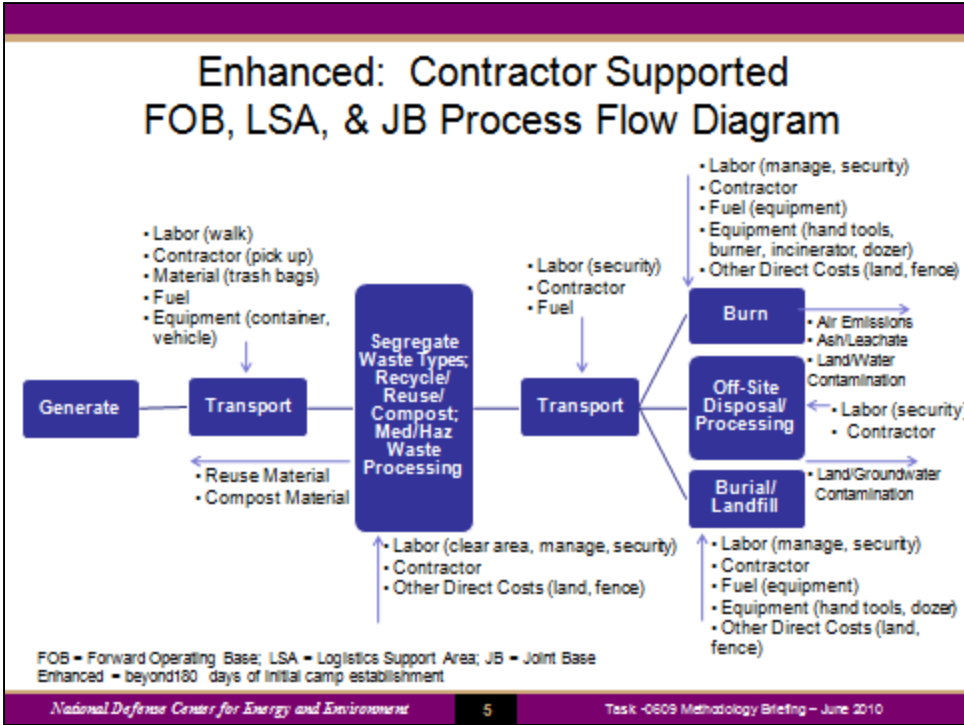 Enhanced: Contractor Supported
FOB, LSA, & JB Process Flow Diagram
• Labor (walk)
• Contractor (pick up)
• Material (trash bags)
• Fuel
• Equipment (container,
vehicle)
• Labor (security)
• Contractor
• Fuel
• Labor (manage, security)
• Contractor
• Fuel (equipment)
• Equipment (hand tools,
burner, incinerator, dozer)
• Other Direct Costs (land, fence)
Generate
Transport
Segregate
Waste Types;
Recycle/
Reuse/
Compost;
Med/Haz
Waste
Processing
Transport
Burn
Off-Site
Disposal/
Processing
Burial/
Landfill
• Air Emissions
• Ash/Leachate
• Land/Water
Contamination
• Labor (security)
• Contractor
• Land/Groundwater
Contamination
• Reuse Material
• Compost Material
• Labor (clear area, manage, security)
• Contractor
• Other Direct Costs (land, fence)
• Labor (manage, security)
• Contractor
• Fuel (equipment)
• Equipment (hand tools, dozer)
• Other Direct Costs (land,
fence)
FOB = Forward Operating Base; LSA = Logistics Support Area; JB = Joint Base
Enhanced = beyond180 days of initial camp establishment
National Defense Center for Energy and Environment
5
Task -0609 Methodology Briefing – June 2010